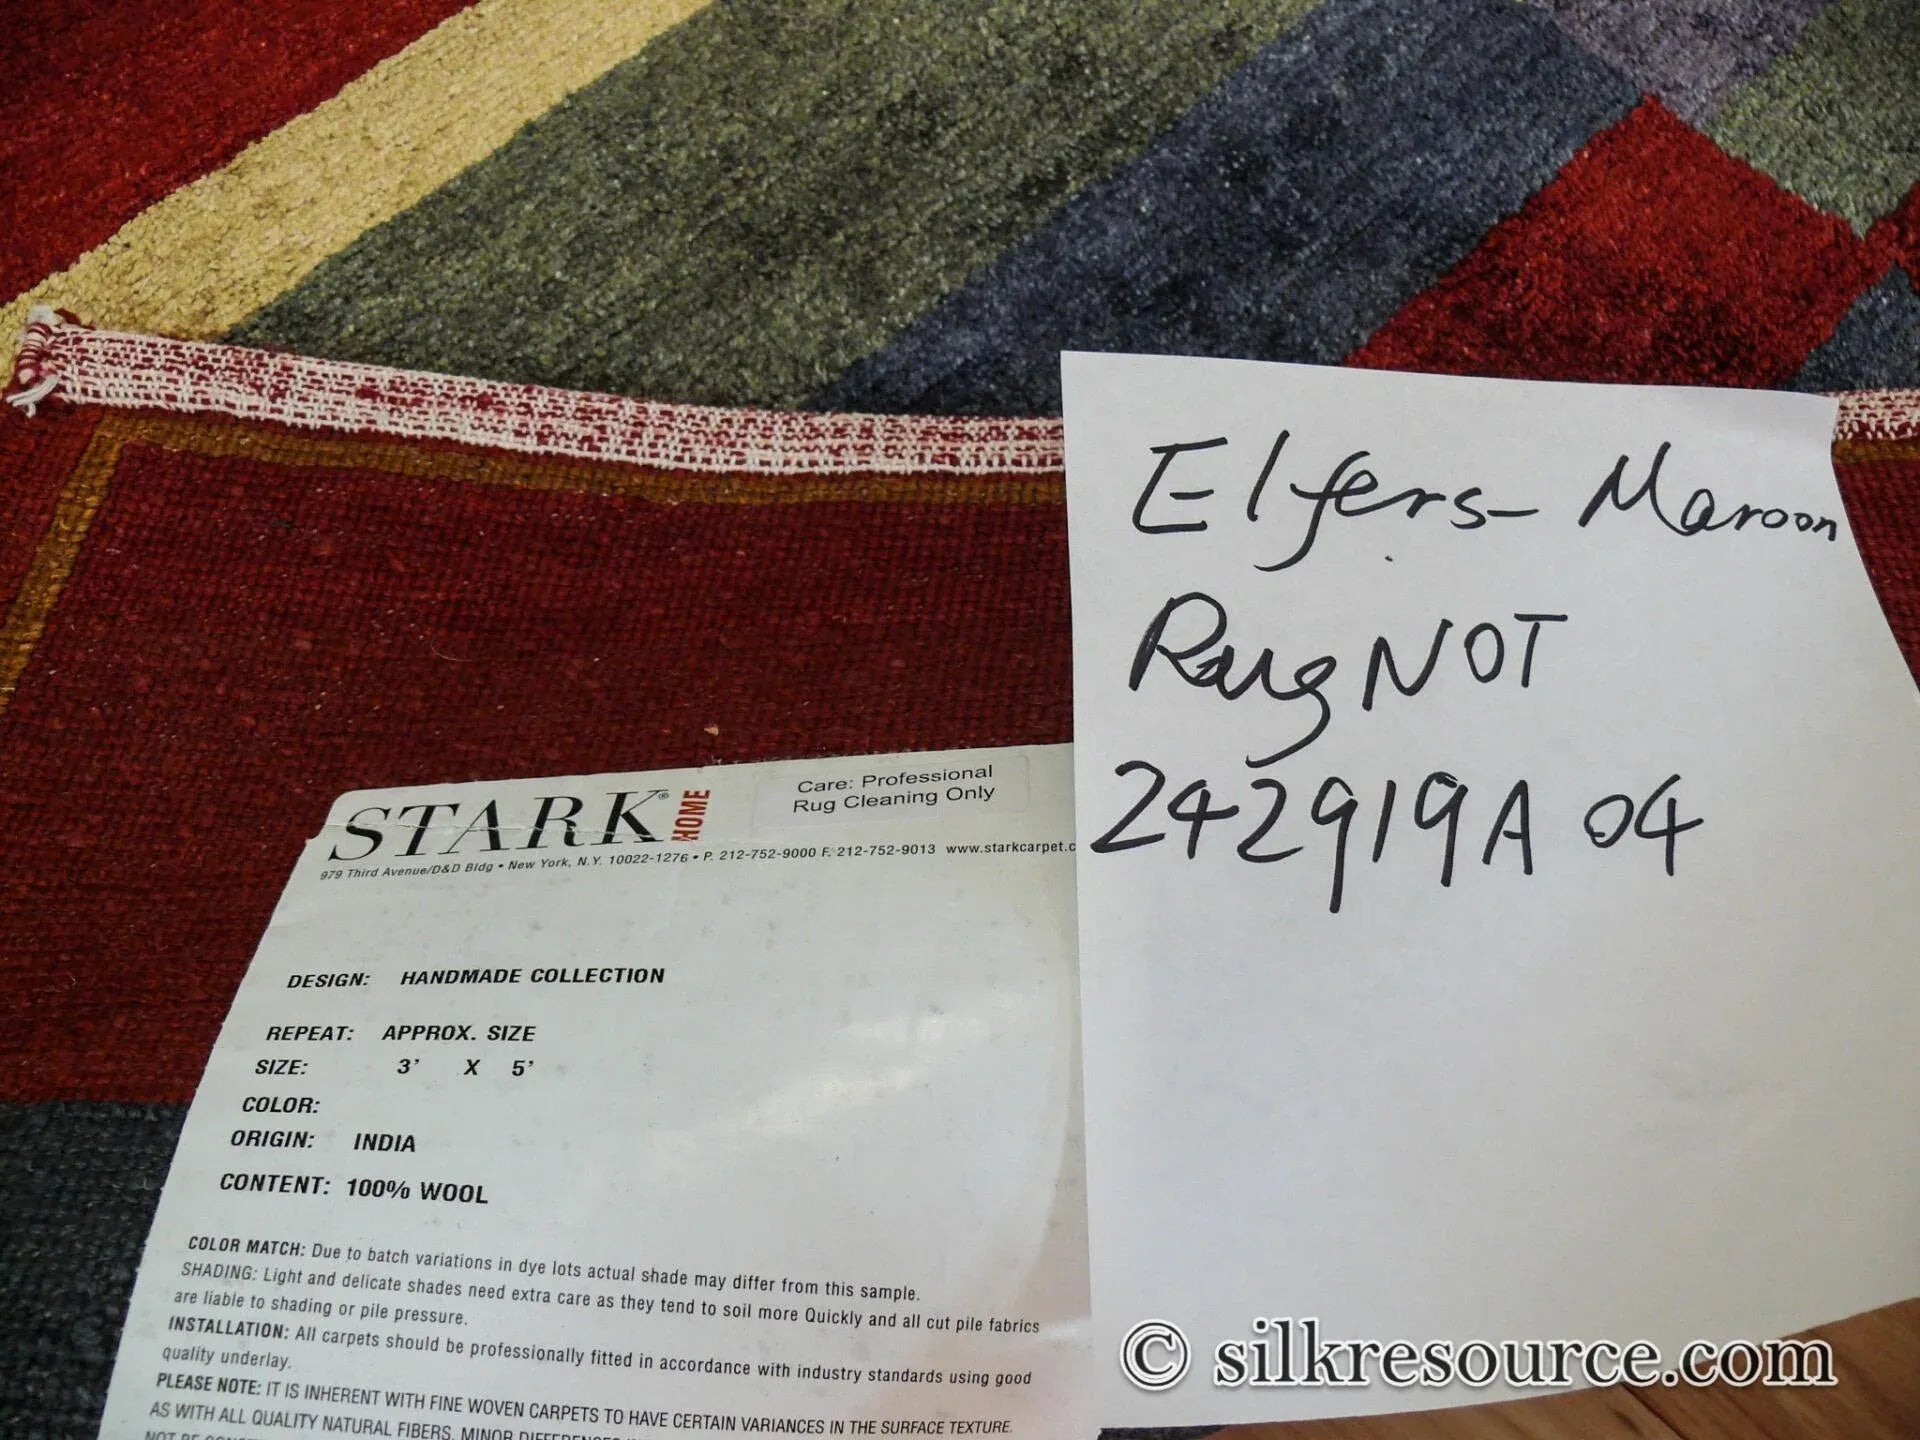 STARK® HOME
Care: Professional
Rug Cleaning Only
979 Third Avenue/D&D Bldg • New York, N.Y. 10022-1276 • P. 212-752-9000 F. 212-752-9013 www.starkcarpet.c
DESIGN: HANDMADE COLLECTION
REPEAT: APPROX. SIZE
SIZE: 3' X 5'
COLOR:
ORIGIN: INDIA
CONTENT: 100% WOOL
COLOR MATCH: Due to batch variations in dye lots actual shade may differ from this sample.
SHADING: Light and delicate shades need extra care as they tend to soil more Quickly and all cut pile fabrics
are liable to shading or pile pressure.
INSTALLATION: All carpets should be professionally fitted in accordance with industry standards using good
quality underlay.
PLEASE NOTE: IT IS INHERENT WITH FINE WOVEN CARPETS TO HAVE CERTAIN VARIANCES IN THE SURFACE TEXTURE.
AS WITH ALL QUALITY NATURAL FIBERS, MINOR
Elfers- Maroon
Rug NOT
242919A 04
© silkresource.com